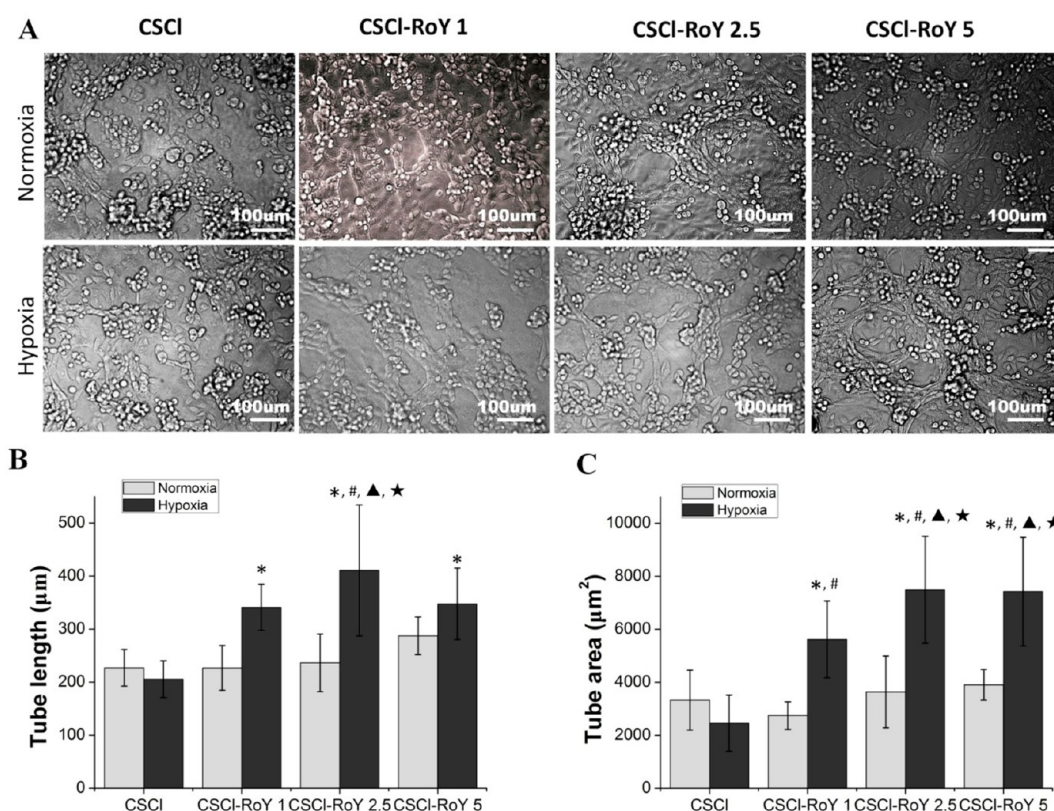 A
CSCl
CSCl-RoY 1
CSCl-RoY 2.5
CSCl-RoY 5
Normoxia
100um
100um
100um
100um
Hypoxia
100um
100um
100um
100um
B
Normoxia
Hypoxia
Tube length (µm)
500
400
300
200
100
0
*
*, #, ▲, ★
*
CSCl
CSCl-RoY 1
CSCl-RoY 2.5
CSCl-RoY 5
C
Normoxia
Hypoxia
Tube area (µm²)
10000
8000
6000
4000
2000
0
*, #
*, #, ▲, ★
*, #, ▲, ★
CSCl
CSCl-RoY 1
CSCl-RoY 2.5
CSCl-RoY 5